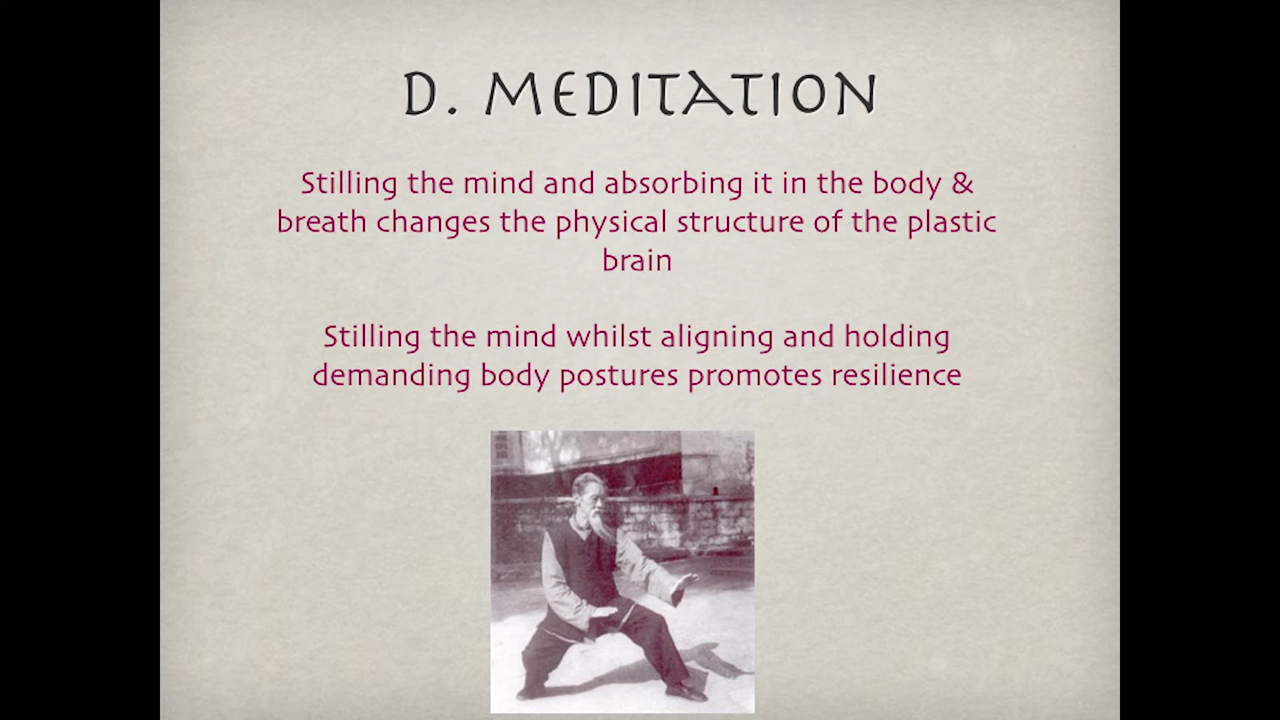 D. MEDITATION
Stilling the mind and absorbing it in the body &
breath changes the physical structure of the plastic
brain
Stilling the mind whilst aligning and holding
demanding body postures promotes resilience